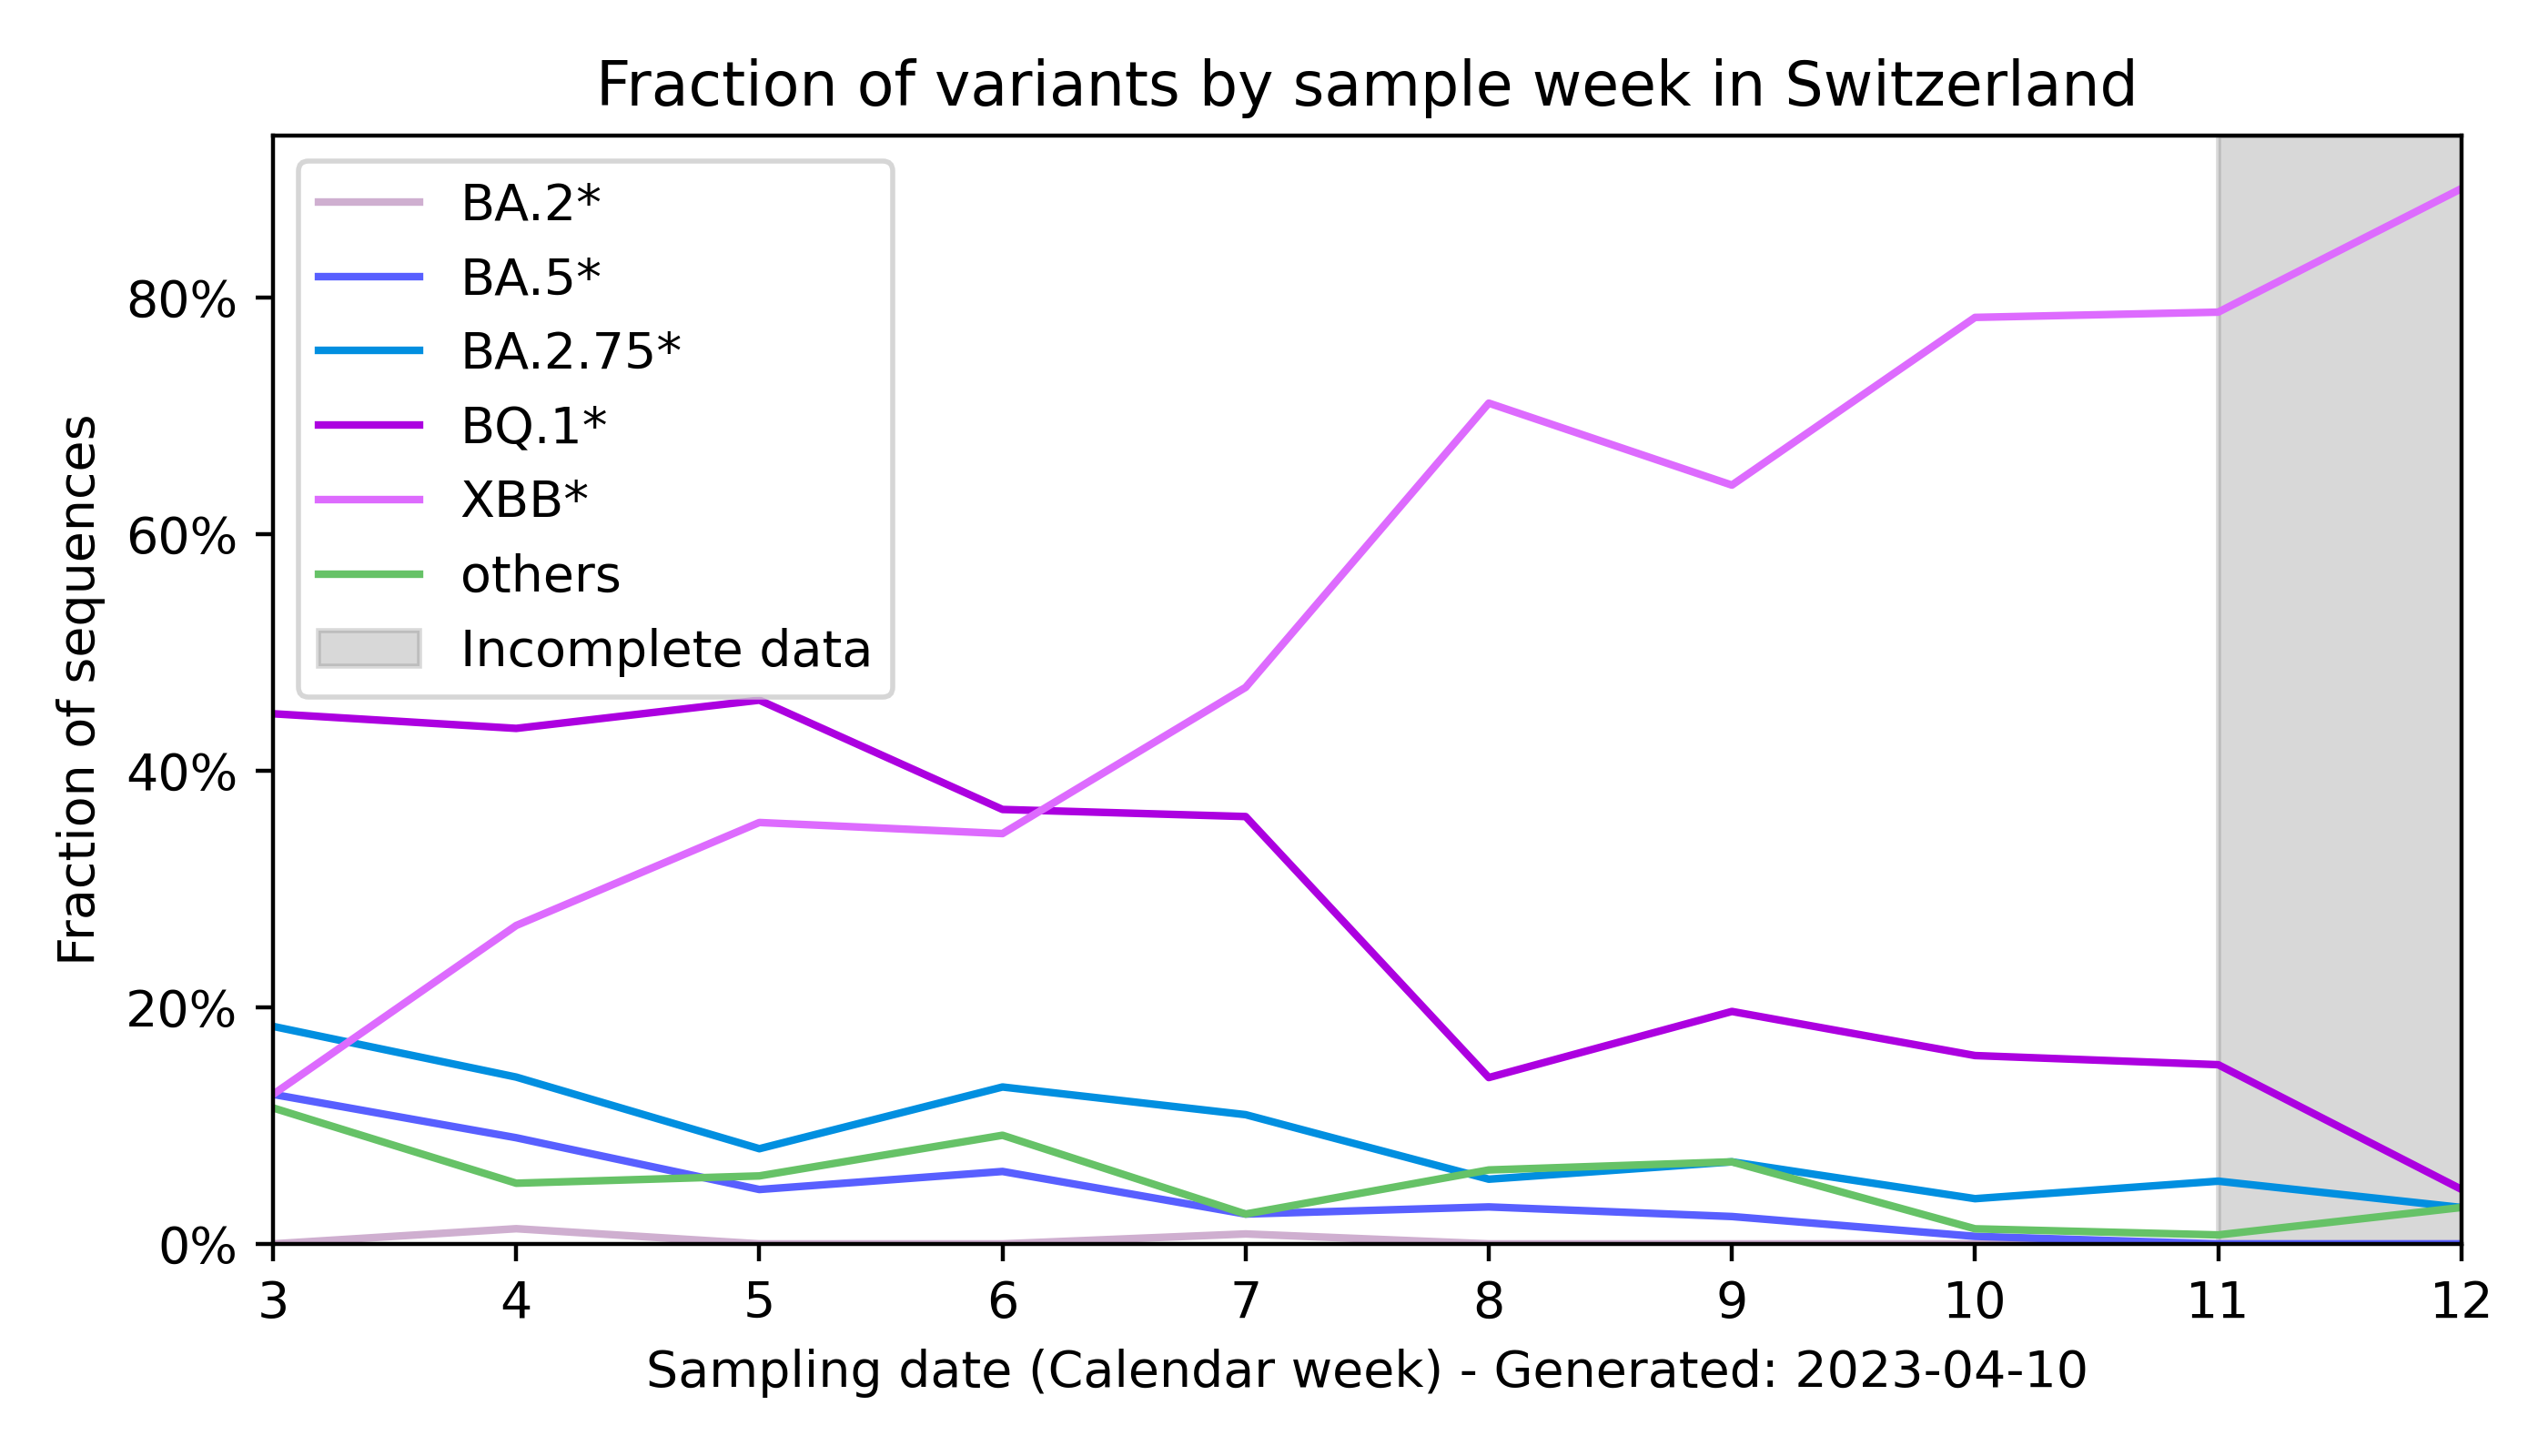 Fraction of variants by sample week in Switzerland
BA.2*
BA.5*
BA.2.75*
BQ.1*
XBB*
others
Incomplete data
Fraction of sequences
80%
60%
40%
20%
0%
3 4 5 6 7 8 9 10 11 12
Sampling date (Calendar week) - Generated: 2023-04-10